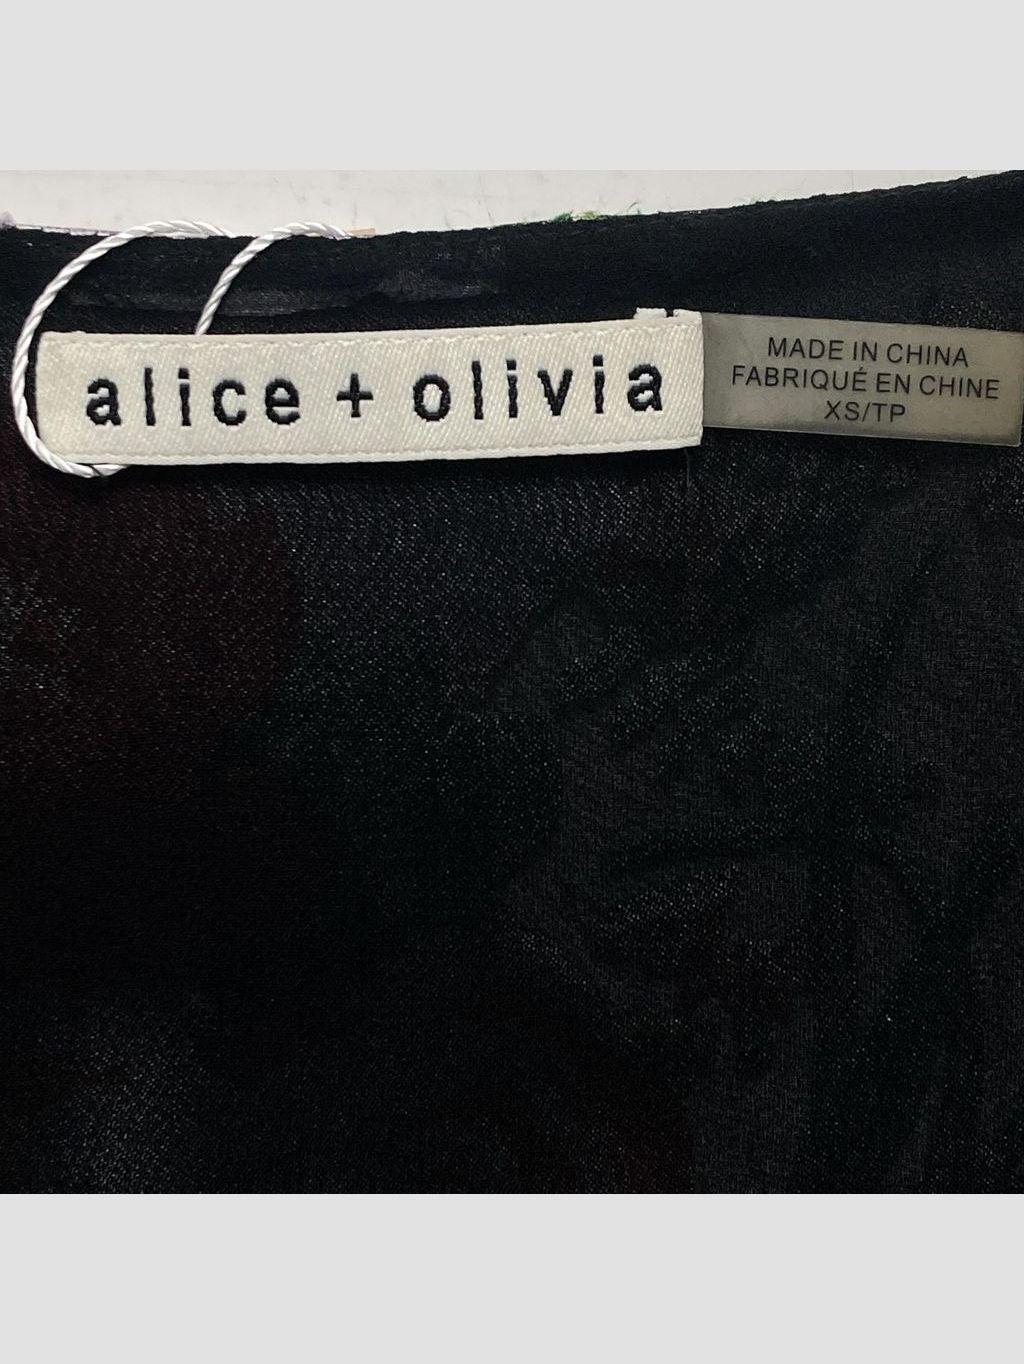 alice + olivia
MADE IN CHINA
FABRIQUÉ EN CHINE
XS/TP